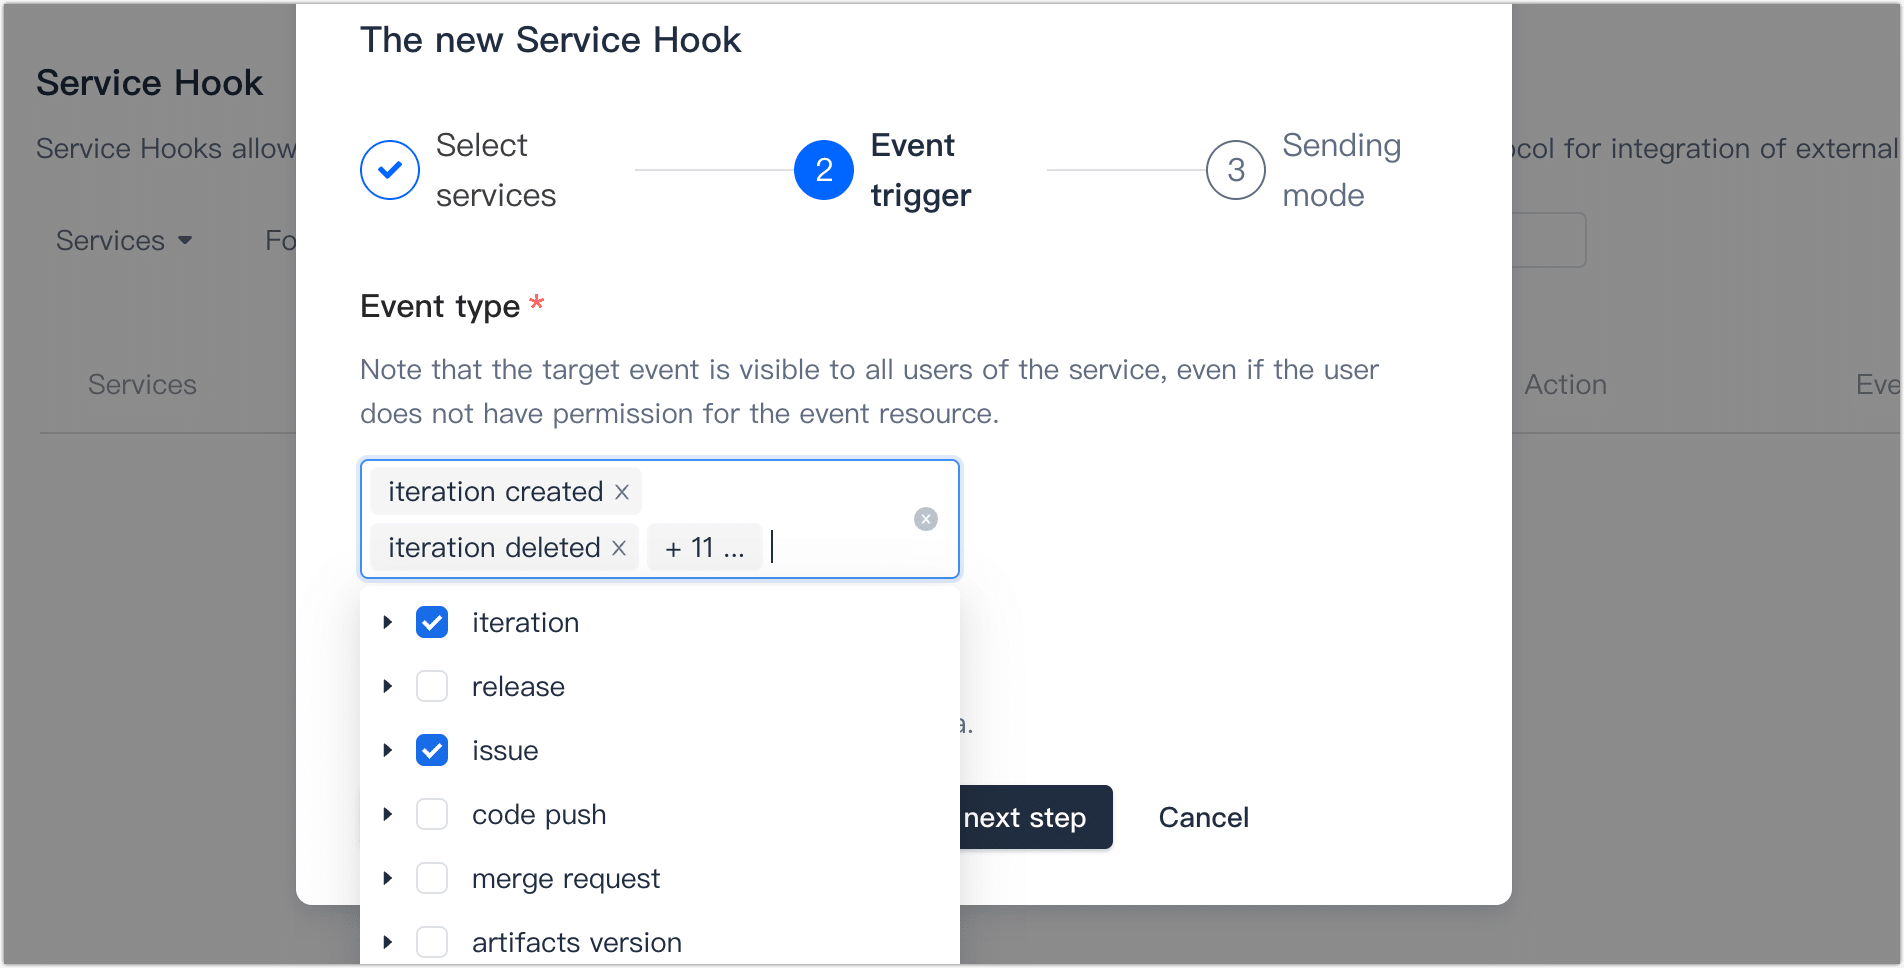 The new Service Hook
Service Hook
Service Hooks allow
ocol for integration of external
Select
services
2
Event
trigger
3
Sending
mode
Services
Fo
Event type *
Note that the target event is visible to all users of the service, even if the user
does not have permission for the event resource.
Services
Action
Eve
iteration created
iteration deleted
+ 11 ...
iteration
release
issue
code push
merge request
artifacts version
a.
next step
Cancel